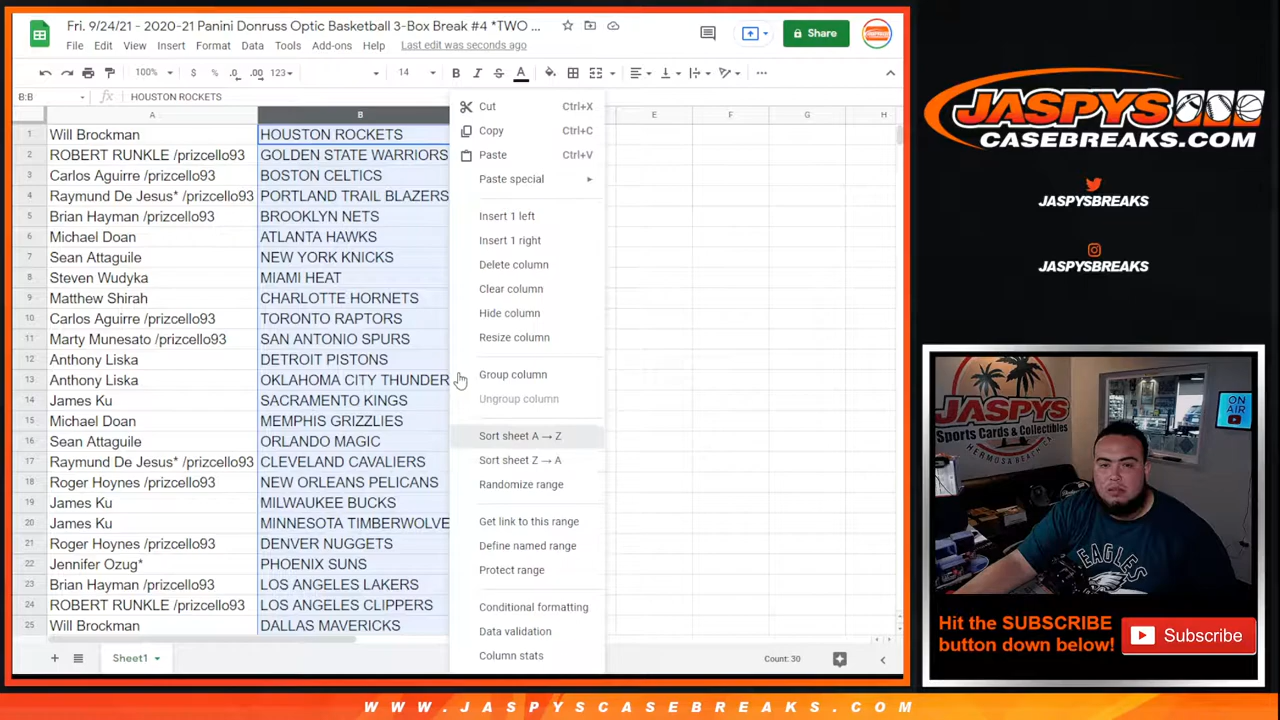 Fri. 9/24/21 - 2020-21 Panini Donruss Optic Basketball 3-Box Break #4 *TWO ...
File Edit View Insert Format Data Tools Add-ons Help Last edit was seconds ago
Share
100% $ % .0 .00 123 14 B I S A
B:B fx HOUSTON ROCKETS
A B E F G H
1 Will Brockman HOUSTON ROCKETS
2 ROBERT RUNKLE /prizcello93 GOLDEN STATE WARRIORS
3 Carlos Aguirre /prizcello93 BOSTON CELTICS
4 Raymund De Jesus* /prizcello93 PORTLAND TRAIL BLAZERS
5 Brian Hayman /prizcello93 BROOKLYN NETS
6 Michael Doan ATLANTA HAWKS
7 Sean Attaguile NEW YORK KNICKS
8 Steven Wudyka MIAMI HEAT
9 Matthew Shirah CHARLOTTE HORNETS
10 Carlos Aguirre /prizcello93 TORONTO RAPTORS
11 Marty Munesato /prizcello93 SAN ANTONIO SPURS
12 Anthony Liska DETROIT PISTONS
13 Anthony Liska OKLAHOMA CITY THUNDER
14 James Ku SACRAMENTO KINGS
15 Michael Doan MEMPHIS GRIZZLIES
16 Sean Attaguile ORLANDO MAGIC
17 Raymund De Jesus* /prizcello93 CLEVELAND CAVALIERS
18 Roger Hoynes /prizcello93 NEW ORLEANS PELICANS
19 James Ku MILWAUKEE BUCKS
20 James Ku MINNESOTA TIMBERWOLVE
21 Roger Hoynes /prizcello93 DENVER NUGGETS
22 Jennifer Ozug* PHOENIX SUNS
23 Brian Hayman /prizcello93 LOS ANGELES LAKERS
24 ROBERT RUNKLE /prizcello93 LOS ANGELES CLIPPERS
25 Will Brockman DALLAS MAVERICKS
Cut Ctrl+X
Copy Ctrl+C
Paste Ctrl+V
Paste special
Insert 1 left
Insert 1 right
Delete column
Clear column
Hide column
Resize column
Group column
Ungroup column
Sort sheet A → Z
Sort sheet Z → A
Randomize range
Get link to this range
Define named range
Protect range
Conditional formatting
Data validation
Column stats
Sheet1
Count: 30
JASPYS
CASEBREAKS.COM
JASPYSBREAKS
JASPYSBREAKS
JASPYS
Sports Cards & Collectibles
HERMOSA BEACH
ON
AIR
EAGLES
Hit the SUBSCRIBE
button down below!
Subscribe
WWW.JASPYSCASEBREAKS.COM